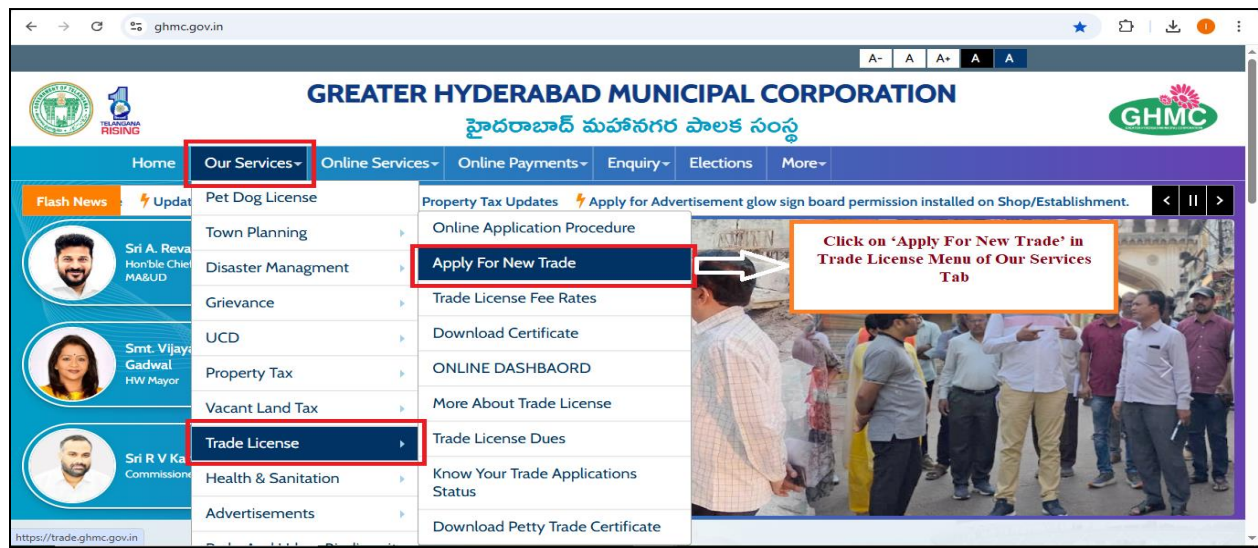 ghmc.gov.in
A- A A+ A A
TELANGANA
RISING
GREATER HYDERABAD MUNICIPAL CORPORATION
హైదరాబాద్ మహానగర పాలక సంస్థ
GHMC
Home Our Services Online Services Online Payments Enquiry Elections More
Flash News Updat Property Tax Updates Apply for Advertisement glow sign board permission installed on Shop/Establishment.
Sri A. Reva
Hon'ble Chief
MA&UD
Smt. Vijaya
Gadwal
HW Mayor
Sri R V Ka
Commissione
Pet Dog License
Town Planning
Disaster Managment
Grievance
UCD
Property Tax
Vacant Land Tax
Trade License
Health & Sanitation
Advertisements
Online Application Procedure
Apply For New Trade
Trade License Fee Rates
Download Certificate
ONLINE DASHBAORD
More About Trade License
Trade License Dues
Know Your Trade Applications
Status
Download Petty Trade Certificate
Click on ‘Apply For New Trade’ in
Trade License Menu of Our Services
Tab
https://trade.ghmc.gov.in